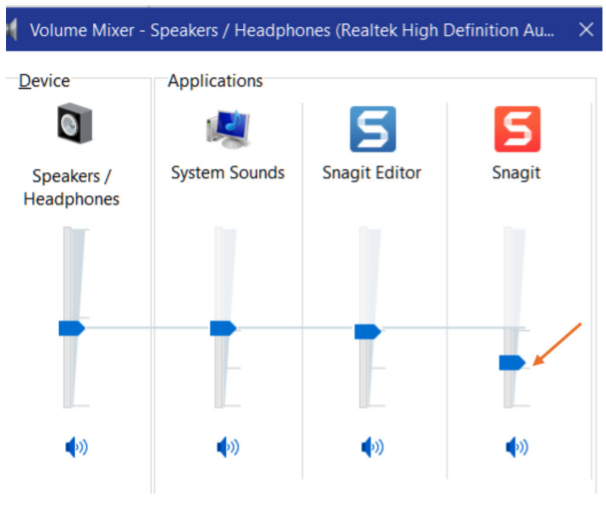 Volume Mixer - Speakers / Headphones (Realtek High Definition Au...
Device
Applications
Speakers /
Headphones
System Sounds
Snagit Editor
Snagit